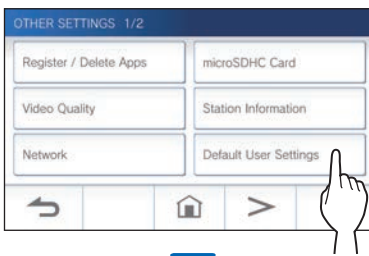 OTHER SETTINGS 1/2
Register / Delete Apps
microSDHC Card
Video Quality
Station Information
Network
Default User Settings